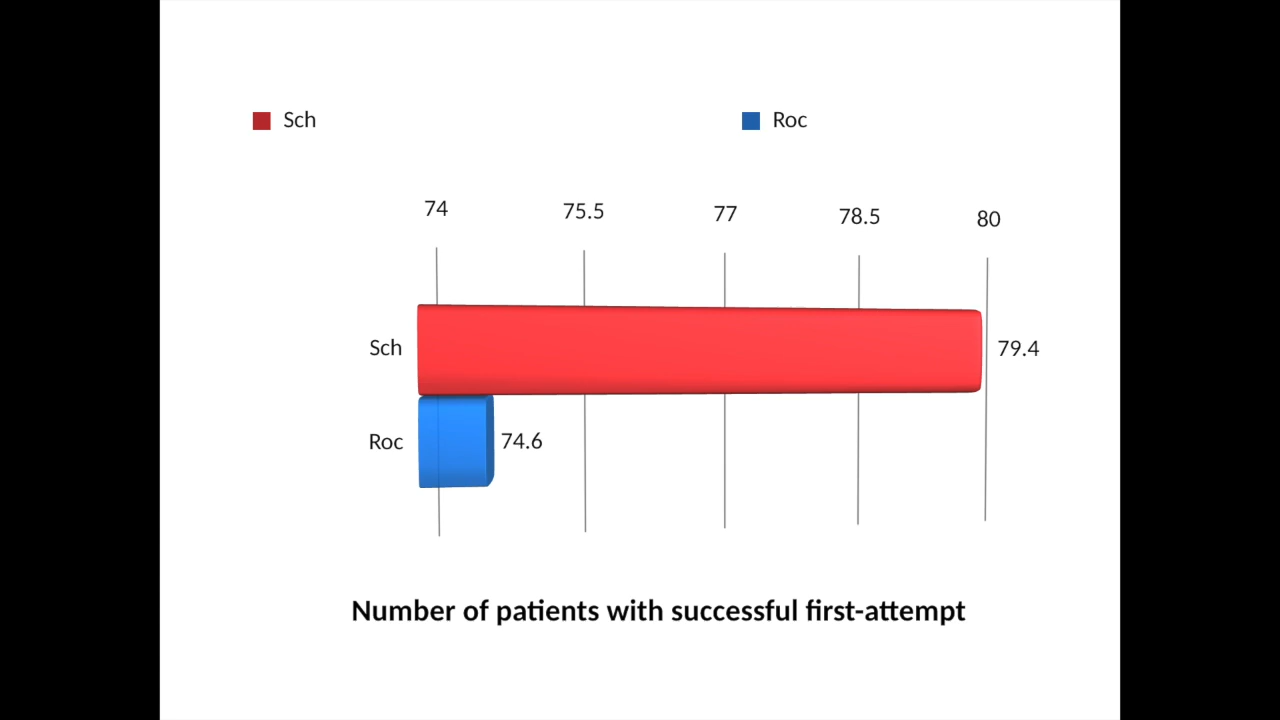 Sch
Roc
74 75.5 77 78.5 80
Sch 79.4
Roc 74.6
Number of patients with successful first-attempt